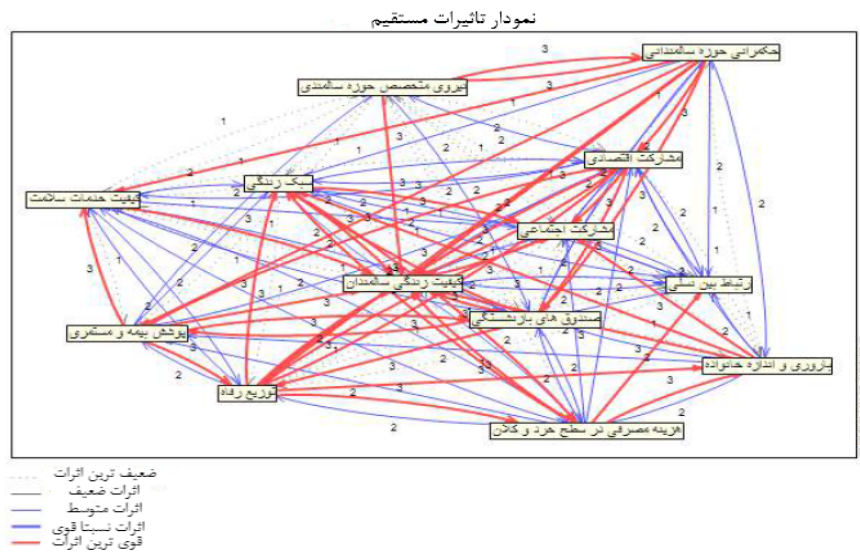 نمودار تاثیرات مستقیم
حکمرانی حوزه سالمندانی
نیروی متخصص حوزه سالمندی
مشارکت اقتصادی
سبک زندگی
کیفیت خدمات سلامت
مشارکت اجتماعی
کیفیت زندگی سالمندان
ارتباط بین نسلی
صندوق های بازنشستگی
پوشش بیمه و مستمری
باروری و اندازه خانواده
توزیع رفاه
هزینه مصرفی در سطح خرد و کلان
ضعیف ترین اثرات
اثرات ضعیف
اثرات متوسط
اثرات نسبتا قوی
قوی ترین اثرات